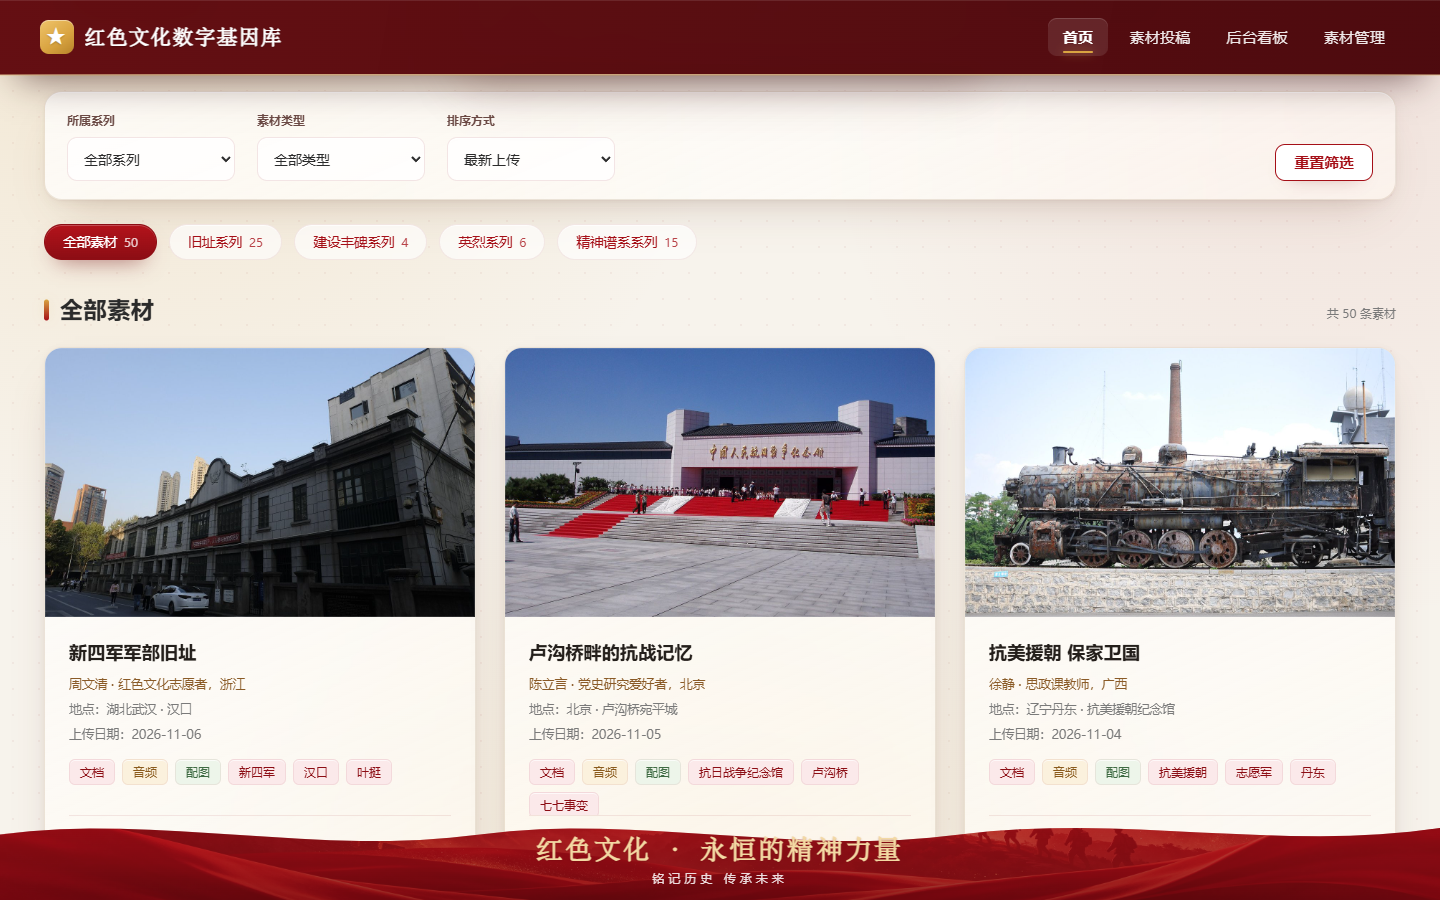 红色文化数字基因库
首页 素材投稿 后台看板 素材管理
所属系列 素材类型 排序方式
全部系列 全部类型 最新上传
重置筛选
全部素材 50 旧址系列 25 建设丰碑系列 4 英烈系列 6 精神谱系系列 15
全部素材
共 50 条素材
中国人民抗日战争纪念馆
新四军军部旧址
周文清 · 红色文化志愿者，浙江
地点：湖北武汉 · 汉口
上传日期：2026-11-06
文档 音频 配图 新四军 汉口 叶挺
卢沟桥畔的抗战记忆
陈立言 · 党史研究爱好者，北京
地点：北京 · 卢沟桥宛平城
上传日期：2026-11-05
文档 音频 配图 抗日战争纪念馆 卢沟桥
七七事变
抗美援朝 保家卫国
徐静 · 思政课教师，广西
地点：辽宁丹东 · 抗美援朝纪念馆
上传日期：2026-11-04
文档 音频 配图 抗美援朝 志愿军 丹东
红色文化 · 永恒的精神力量
铭记历史 传承未来